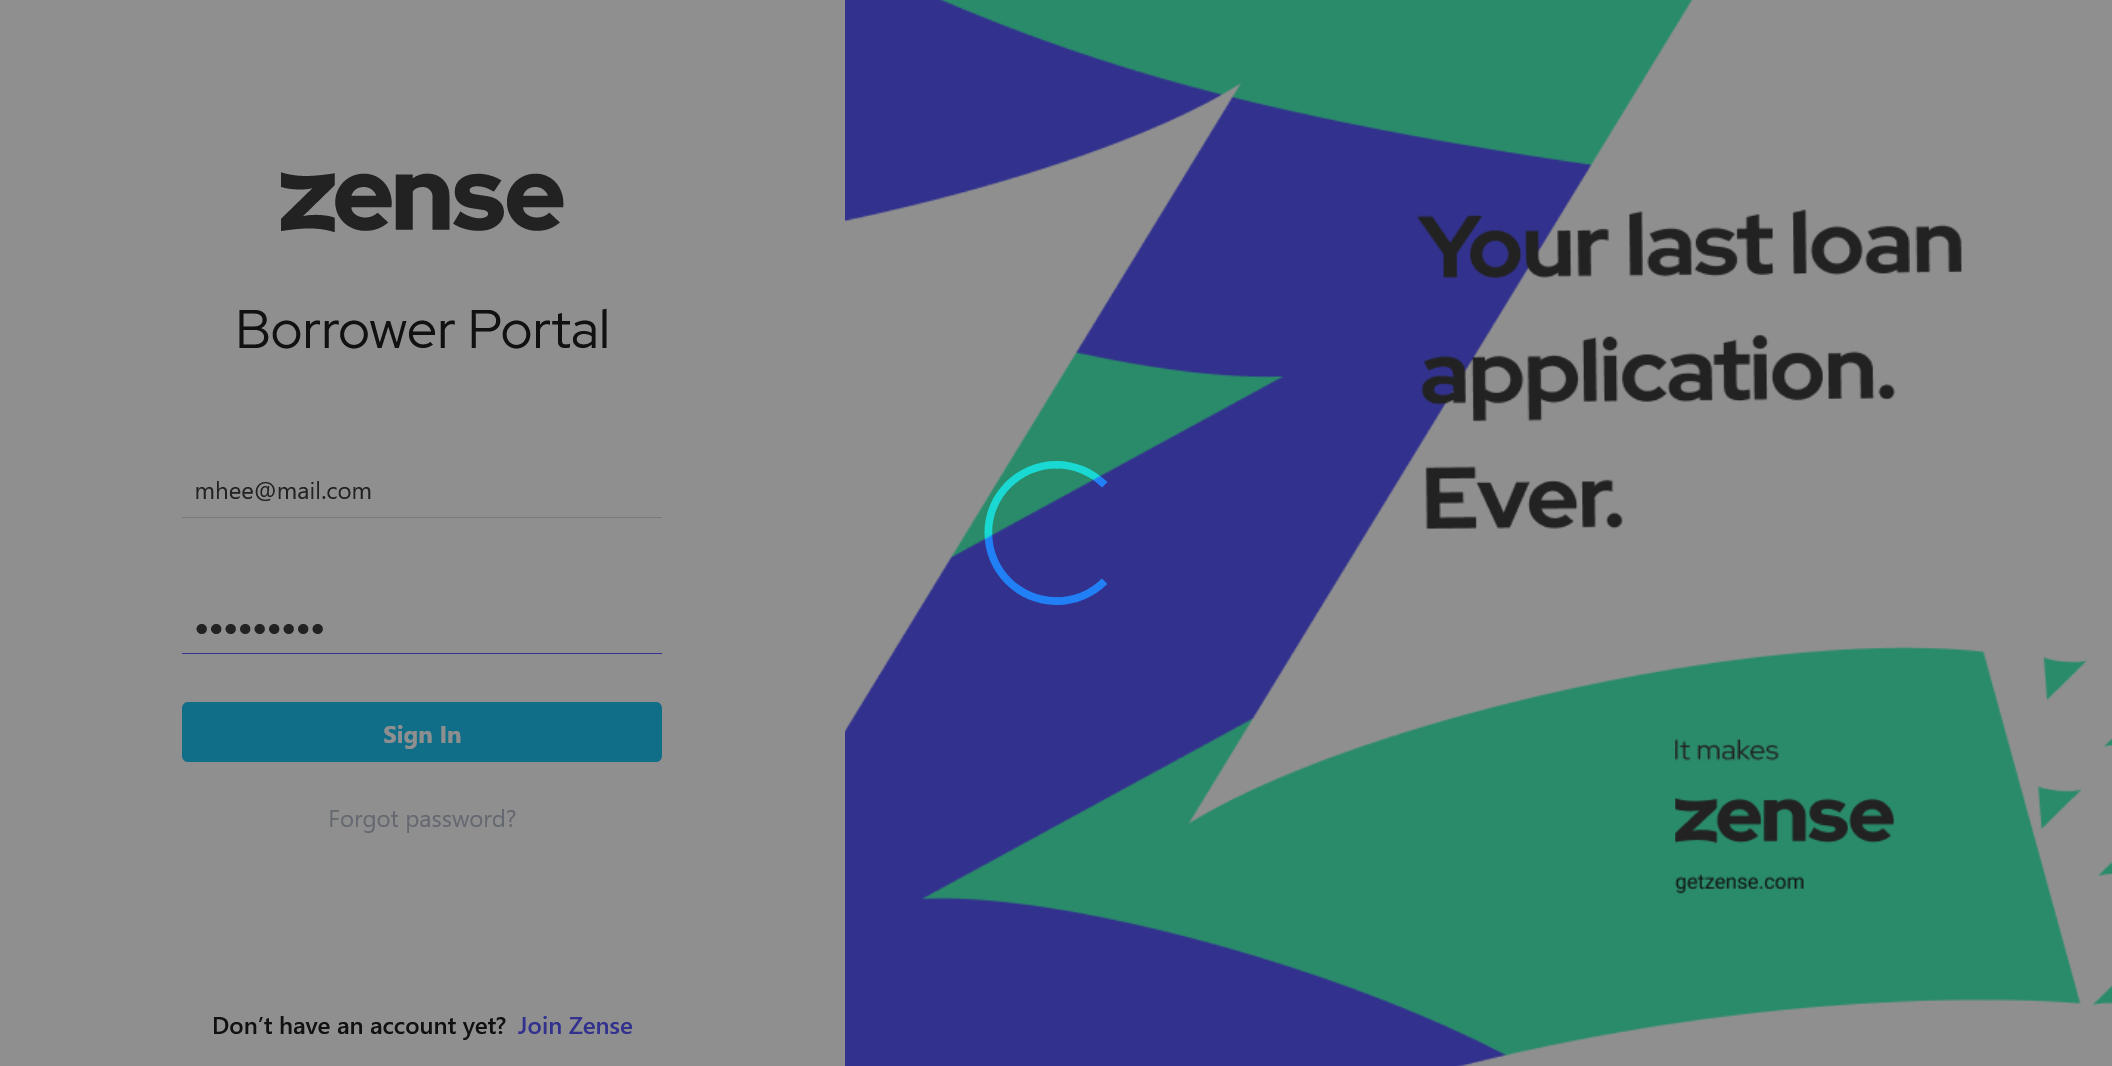 zense
Borrower Portal
mhee@mail.com
•••••••••
Sign In
Forgot password?
Don’t have an account yet? Join Zense
Your last loan
application.
Ever.
It makes
zense
getzense.com